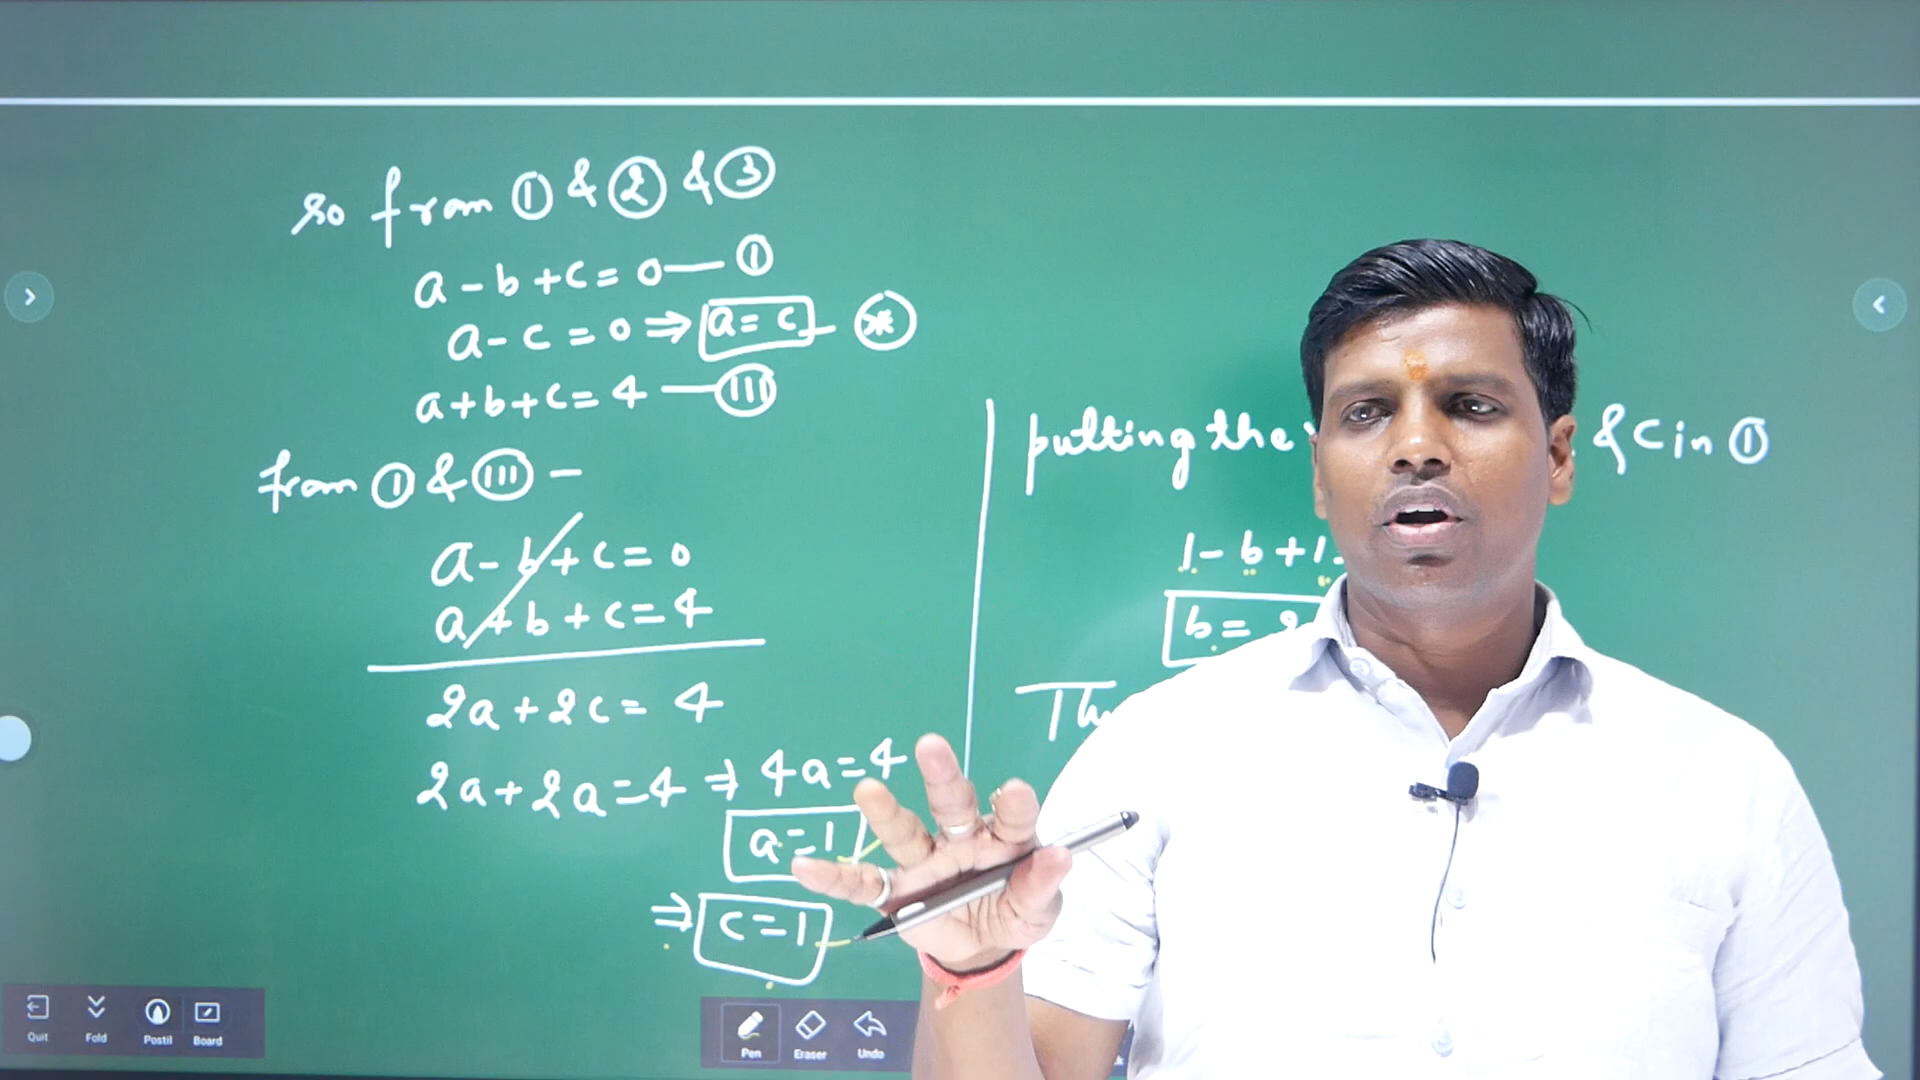 so from ① & ② & ③
a - b + c = 0 — ①
a - c = 0 ⇒ a = c — ⊛
a + b + c = 4 — (III)
from ① & (III) -
a - b + c = 0
a + b + c = 4
2a + 2c = 4
2a + 2a = 4 ⇒ 4a = 4
a = 1
⇒ c = 1
putting the & c in ①
1 - b + 1
b =
Quit
Fold
Postil
Board
Pen
Eraser
Undo